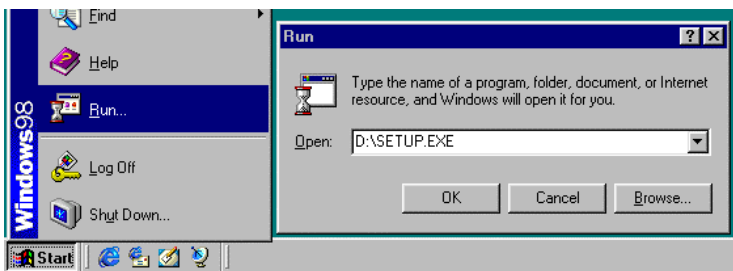 Find
Help
Run...
Log Off
Shut Down...
Windows98
Start
Run
Type the name of a program, folder, document, or Internet
resource, and Windows will open it for you.
Open: D:\SETUP.EXE
OK Cancel Browse...